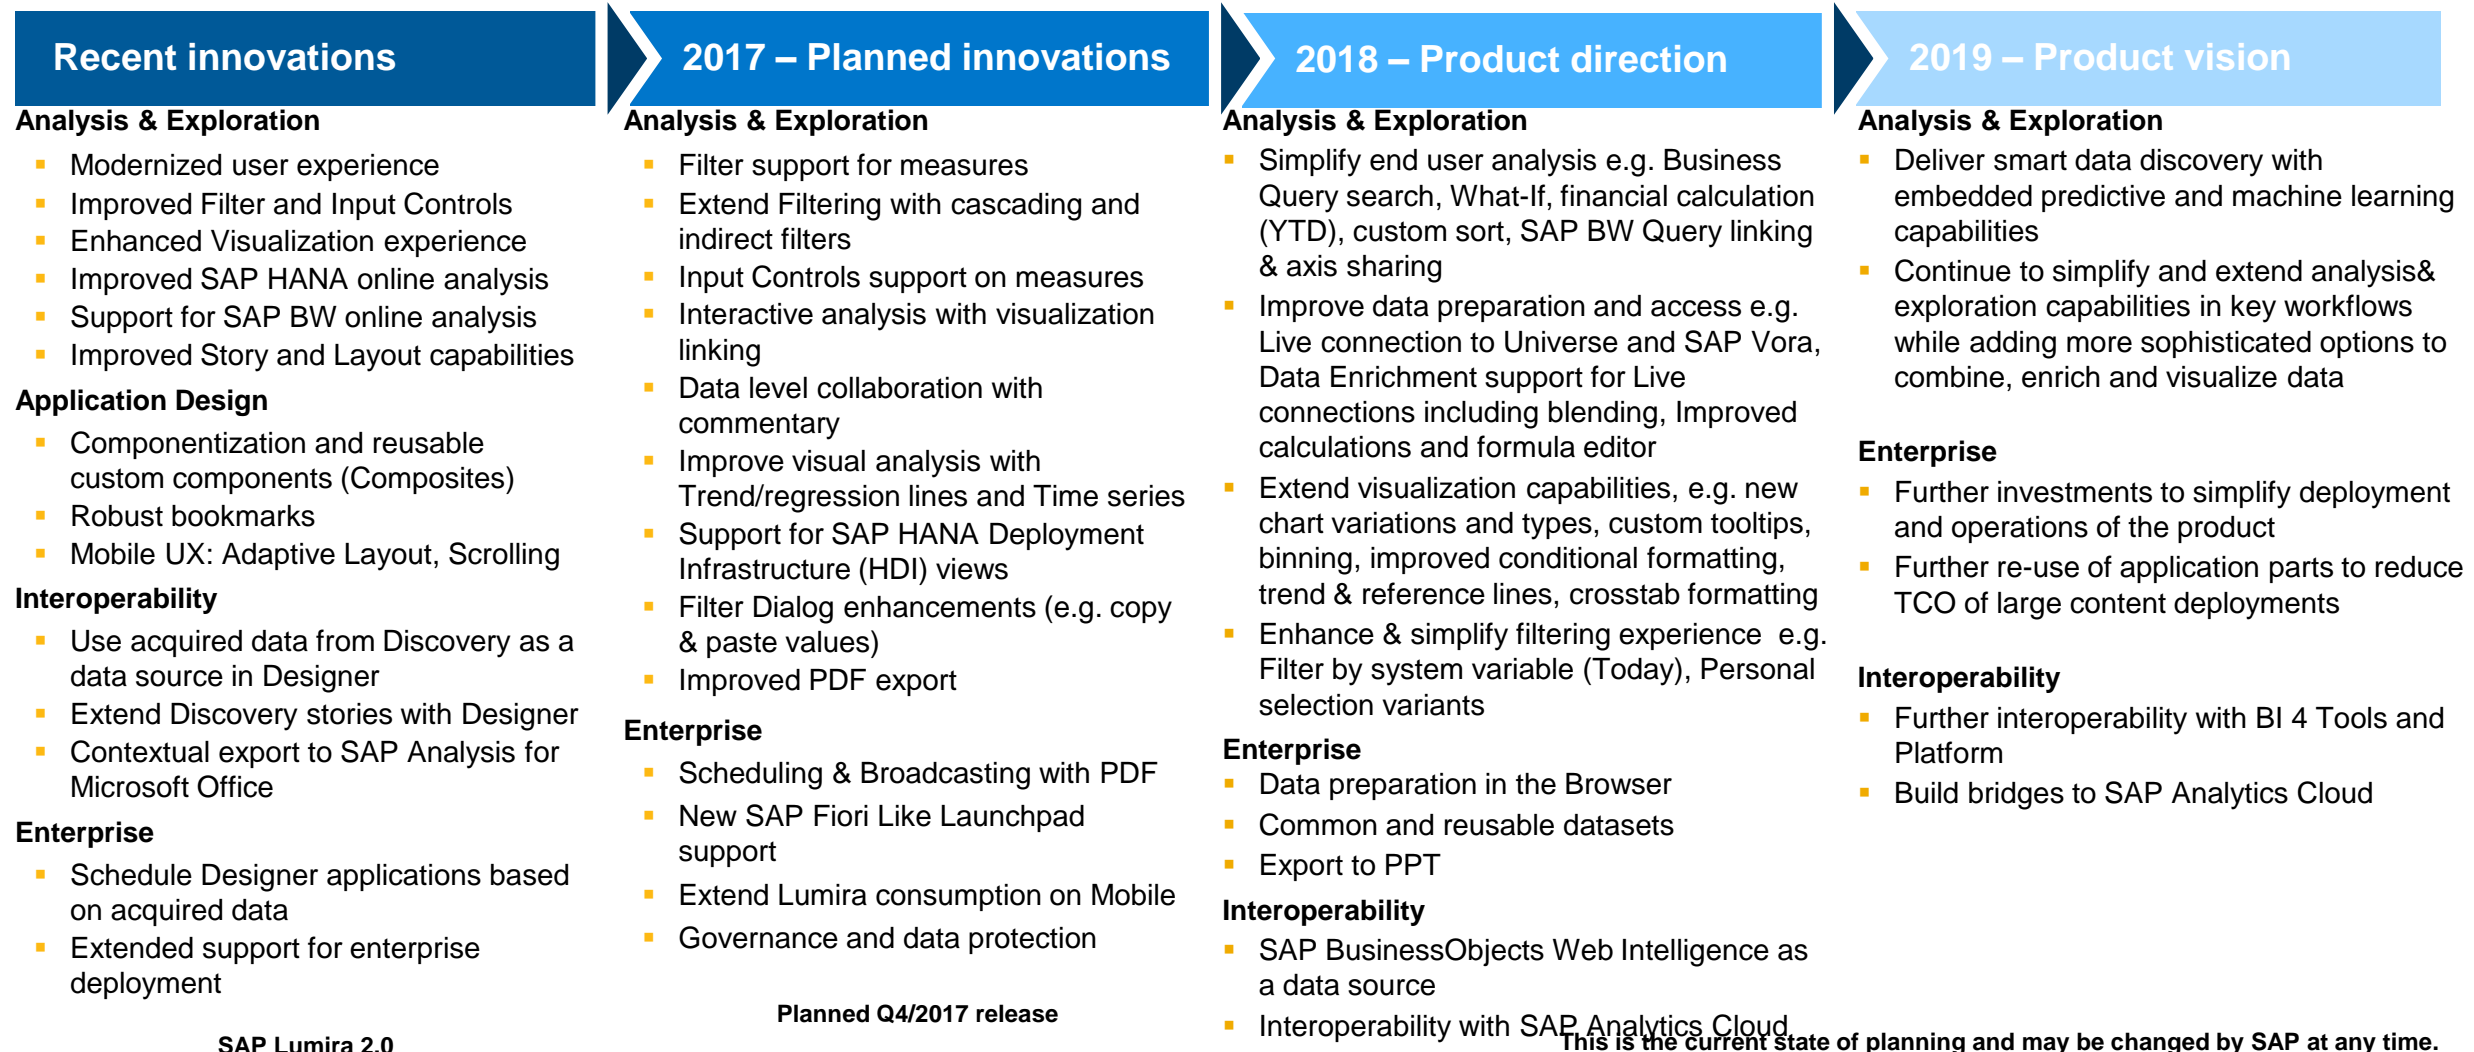 Recent innovations
Analysis & Exploration
Modernized user experience
Improved Filter and Input Controls
Enhanced Visualization experience
Improved SAP HANA online analysis
Support for SAP BW online analysis
Improved Story and Layout capabilities
Application Design
Componentization and reusable
custom components (Composites)
Robust bookmarks
Mobile UX: Adaptive Layout, Scrolling
Interoperability
Use acquired data from Discovery as a
data source in Designer
Extend Discovery stories with Designer
Contextual export to SAP Analysis for
Microsoft Office
Enterprise
Schedule Designer applications based
on acquired data
Extended support for enterprise
deployment
SAP Lumira 2.0
2017 – Planned innovations
Analysis & Exploration
Filter support for measures
Extend Filtering with cascading and
indirect filters
Input Controls support on measures
Interactive analysis with visualization
linking
Data level collaboration with
commentary
Improve visual analysis with
Trend/regression lines and Time series
Support for SAP HANA Deployment
Infrastructure (HDI) views
Filter Dialog enhancements (e.g. copy
& paste values)
Improved PDF export
Enterprise
Scheduling & Broadcasting with PDF
New SAP Fiori Like Launchpad
support
Extend Lumira consumption on Mobile
Governance and data protection
Planned Q4/2017 release
2018 – Product direction
Analysis & Exploration
Simplify end user analysis e.g. Business
Query search, What-If, financial calculation
(YTD), custom sort, SAP BW Query linking
& axis sharing
Improve data preparation and access e.g.
Live connection to Universe and SAP Vora,
Data Enrichment support for Live
connections including blending, Improved
calculations and formula editor
Extend visualization capabilities, e.g. new
chart variations and types, custom tooltips,
binning, improved conditional formatting,
trend & reference lines, crosstab formatting
Enhance & simplify filtering experience e.g.
Filter by system variable (Today), Personal
selection variants
Enterprise
Data preparation in the Browser
Common and reusable datasets
Export to PPT
Interoperability
SAP BusinessObjects Web Intelligence as
a data source
Interoperability with SAP Analytics Cloud
2019 – Product vision
Analysis & Exploration
Deliver smart data discovery with
embedded predictive and machine learning
capabilities
Continue to simplify and extend analysis&
exploration capabilities in key workflows
while adding more sophisticated options to
combine, enrich and visualize data
Enterprise
Further investments to simplify deployment
and operations of the product
Further re-use of application parts to reduce
TCO of large content deployments
Interoperability
Further interoperability with BI 4 Tools and
Platform
Build bridges to SAP Analytics Cloud
This is the current state of planning and may be changed by SAP at any time.